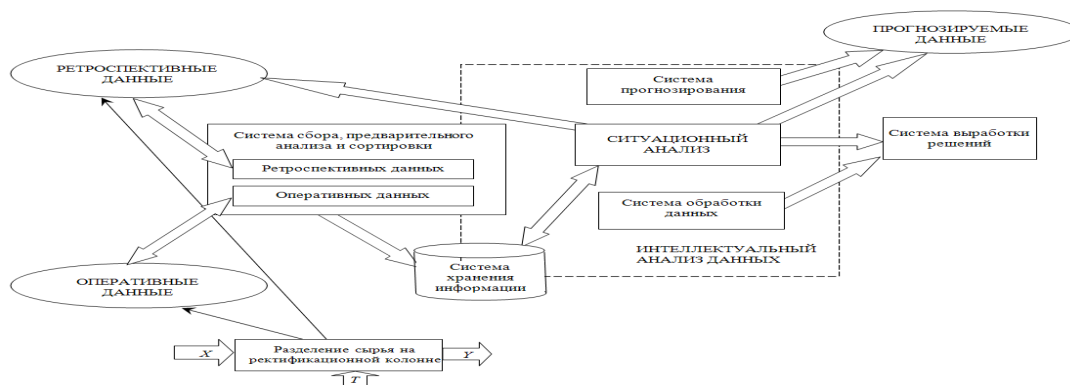 ПРОГНОЗИРУЕМЫЕ
ДАННЫЕ
РЕТРОСПЕКТИВНЫЕ
ДАННЫЕ
Система
прогнозирования
Система сбора, предварительного
анализа и сортировки
СИТУАЦИОННЫЙ
АНАЛИЗ
Система выработки
решений
Ретроспективных данных
Оперативных данных
Система обработки
данных
ИНТЕЛЛЕКТУАЛЬНЫЙ
АНАЛИЗ ДАННЫХ
Система
хранения
информации
ОПЕРАТИВНЫЕ
ДАННЫЕ
X
Разделение сырья на
ректификационной колонне
Y
T